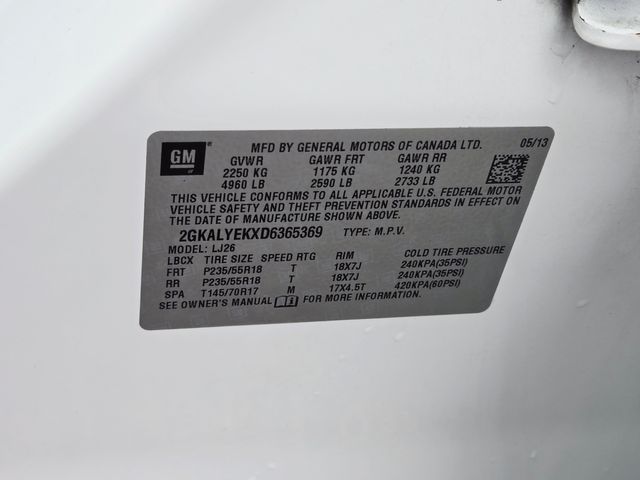 GM
MFD BY GENERAL MOTORS OF CANADA LTD. 05/13
GVWR GAWR FRT GAWR RR
2250 KG 1175 KG 1240 KG
4960 LB 2590 LB 2733 LB
THIS VEHICLE CONFORMS TO ALL APPLICABLE U.S. FEDERAL MOTOR
VEHICLE SAFETY AND THEFT PREVENTION STANDARDS IN EFFECT ON
THE DATE OF MANUFACTURE SHOWN ABOVE.
2GKALYEKXD6365369 TYPE: M.P.V.
MODEL: LJ26
LBCX TIRE SIZE SPEED RTG RIM COLD TIRE PRESSURE
FRT P235/55R18 T 18X7J 240KPA(35PSI)
RR P235/55R18 T 18X7J 240KPA(35PSI)
SPA T145/70R17 M 17X4.5T 420KPA(60PSI)
SEE OWNER'S MANUAL FOR MORE INFORMATION.